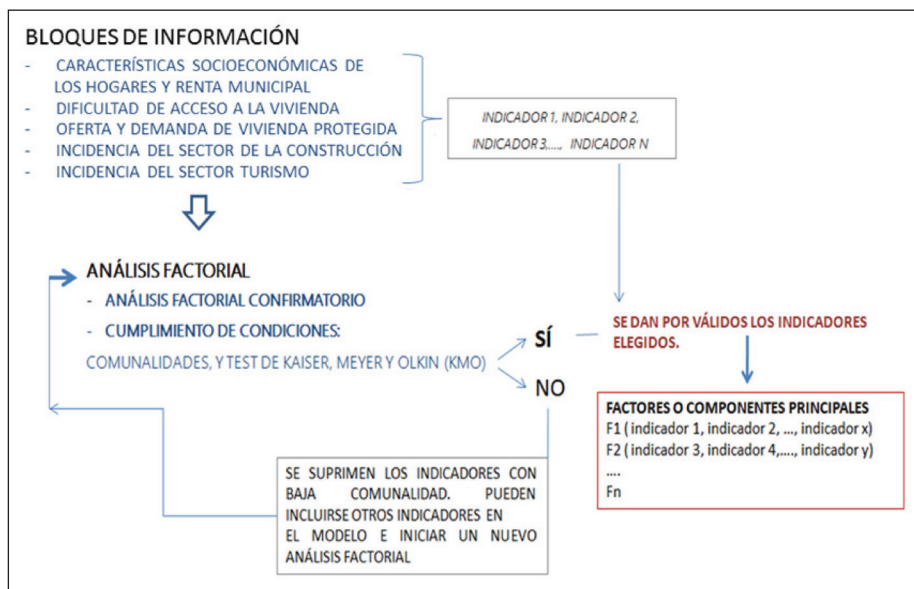 BLOQUES DE INFORMACIÓN
- CARACTERÍSTICAS SOCIOECONÓMICAS DE
LOS HOGARES Y RENTA MUNICIPAL
- DIFICULTAD DE ACCESO A LA VIVIENDA
- OFERTA Y DEMANDA DE VIVIENDA PROTEGIDA
- INCIDENCIA DEL SECTOR DE LA CONSTRUCCIÓN
- INCIDENCIA DEL SECTOR TURISMO
INDICADOR 1, INDICADOR 2,
INDICADOR 3,...., INDICADOR N
ANÁLISIS FACTORIAL
- ANÁLISIS FACTORIAL CONFIRMATORIO
- CUMPLIMIENTO DE CONDICIONES:
COMUNALIDADES, Y TEST DE KAISER, MEYER Y OLKIN (KMO)
SÍ
NO
SE DAN POR VÁLIDOS LOS INDICADORES
ELEGIDOS.
FACTORES O COMPONENTES PRINCIPALES
F1 ( indicador 1, indicador 2, ..., indicador x)
F2 ( indicador 3, indicador 4,...., indicador y)
....
Fn
SE SUPRIMEN LOS INDICADORES CON
BAJA COMUNALIDAD. PUEDEN
INCLUIRSE OTROS INDICADORES EN
EL MODELO E INICIAR UN NUEVO
ANÁLISIS FACTORIAL